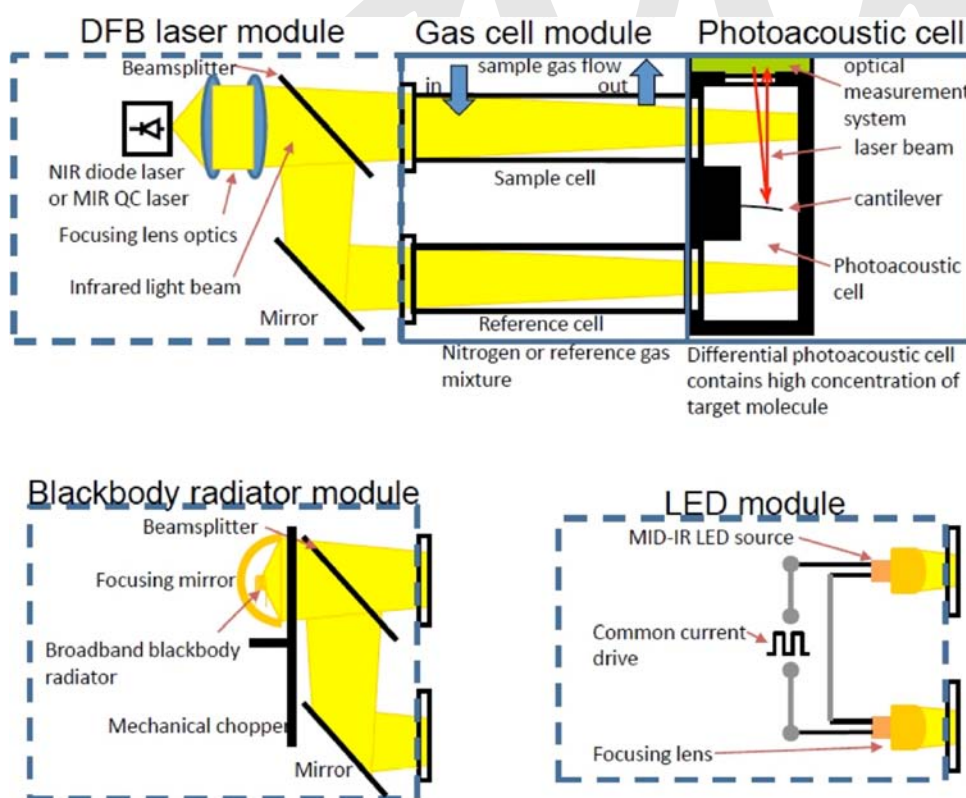 DFB laser module
Gas cell module
Photoacoustic cell
Beamsplitter
in
sample gas flow
out
optical
measurement
system
laser beam
NIR diode laser
or MIR QC laser
Sample cell
cantilever
Focusing lens optics
Infrared light beam
Photoacoustic
cell
Mirror
Reference cell
Nitrogen or reference gas
mixture
Differential photoacoustic cell
contains high concentration of
target molecule
Blackbody radiator module
Beamsplitter
Focusing mirror
Broadband blackbody
radiator
Mechanical chopper
Mirror
LED module
MID-IR LED source
Common current
drive
Focusing lens